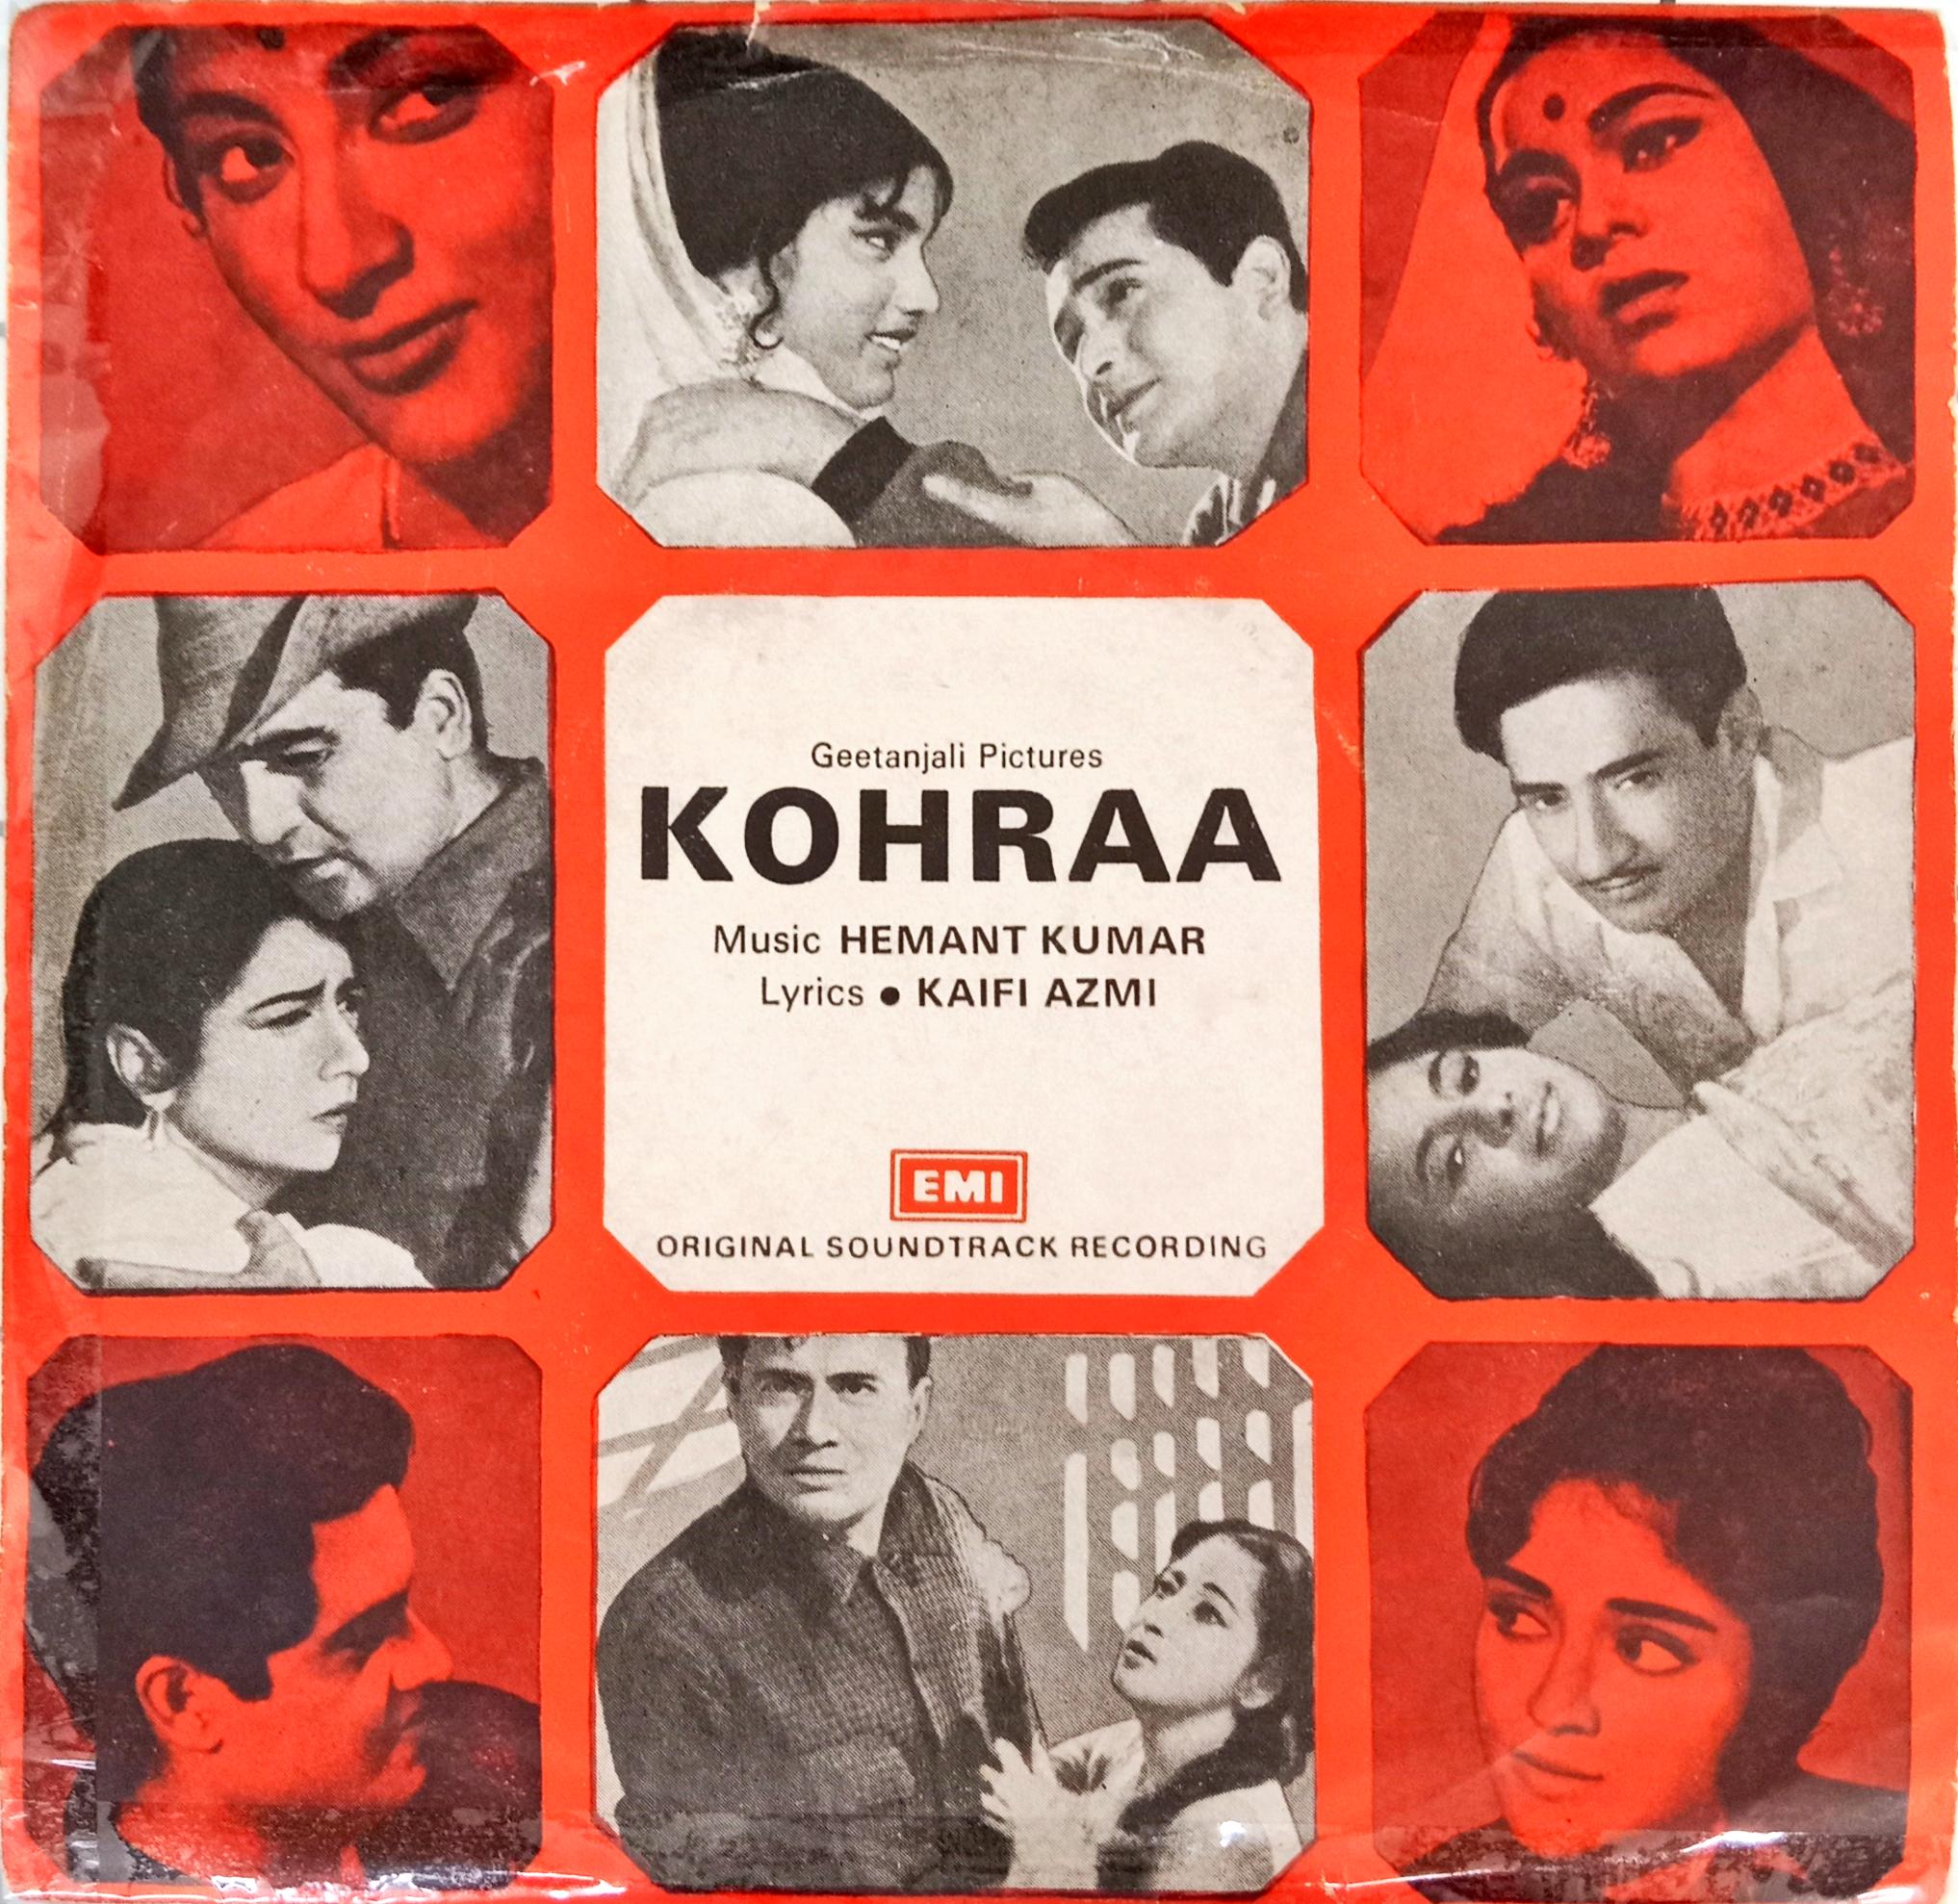 Geetanjali Pictures
KOHRAA
Music HEMANT KUMAR
Lyrics ● KAIFI AZMI
EMI
ORIGINAL SOUNDTRACK RECORDING